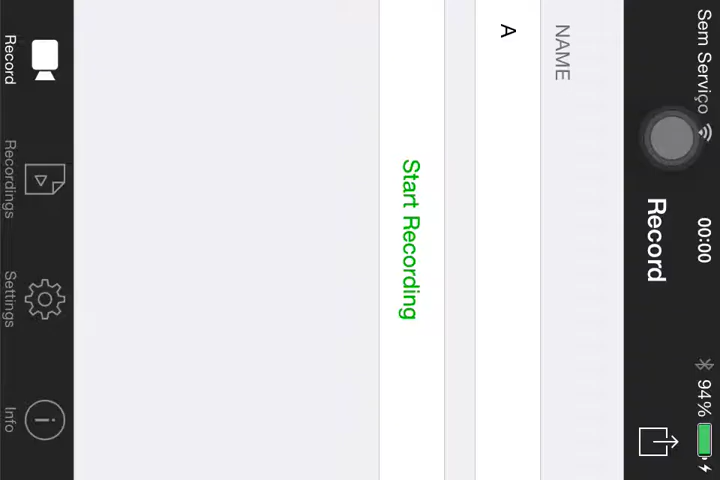 Sem Serviço 00:00 94%
Record
NAME
A
Start Recording
Record Recordings Settings Info